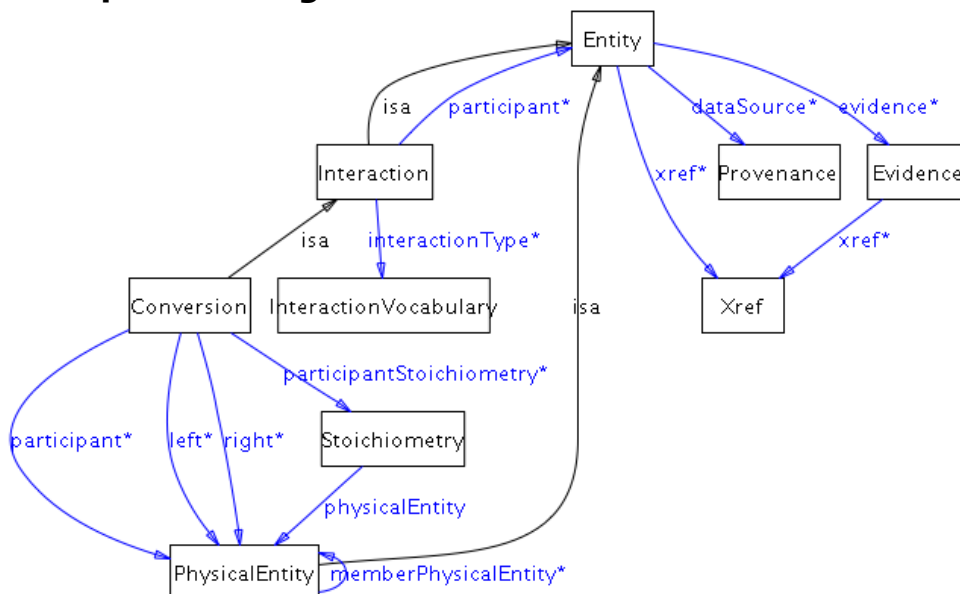 Entity
isa
participant*
dataSource*
evidence*
Interaction
xref*
Provenance
Evidence
isa
interactionType*
xref*
Conversion
InteractionVocabulary
isa
Xref
participantStoichiometry*
participant*
left*
right*
Stoichiometry
physicalEntity
PhysicalEntity
memberPhysicalEntity*